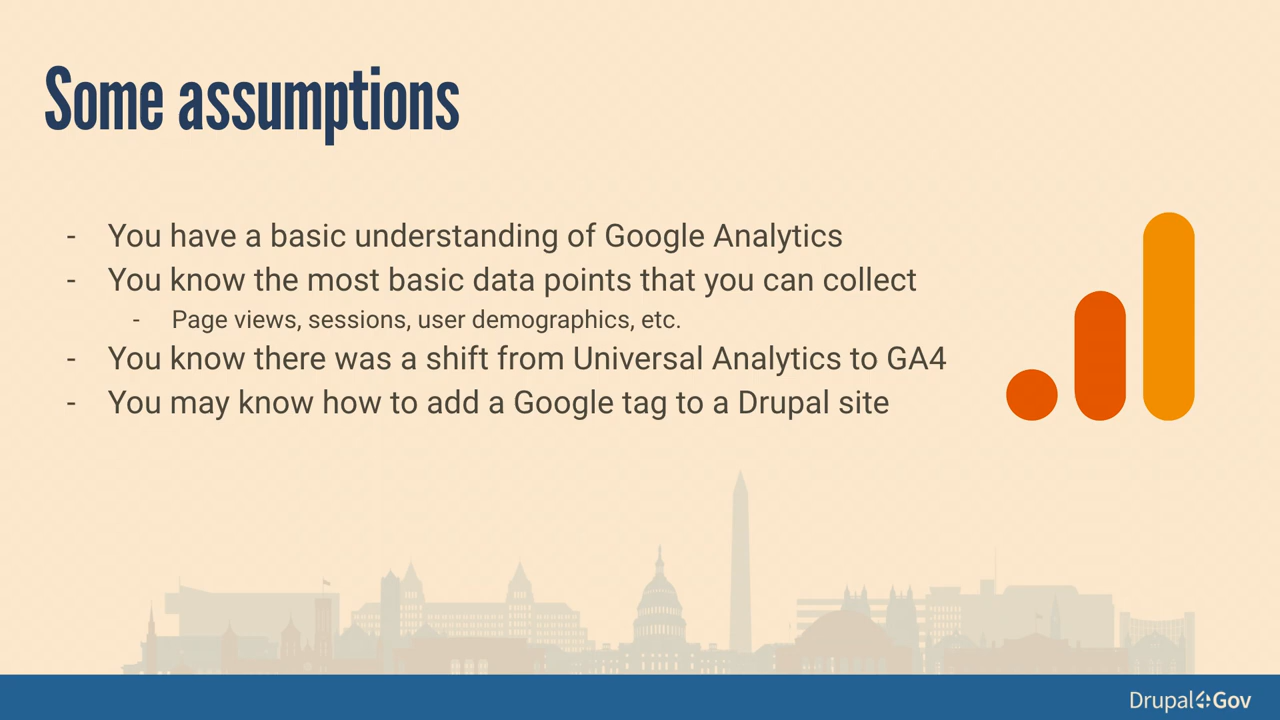 Some assumptions
- You have a basic understanding of Google Analytics
- You know the most basic data points that you can collect
- Page views, sessions, user demographics, etc.
- You know there was a shift from Universal Analytics to GA4
- You may know how to add a Google tag to a Drupal site
Drupal4Gov